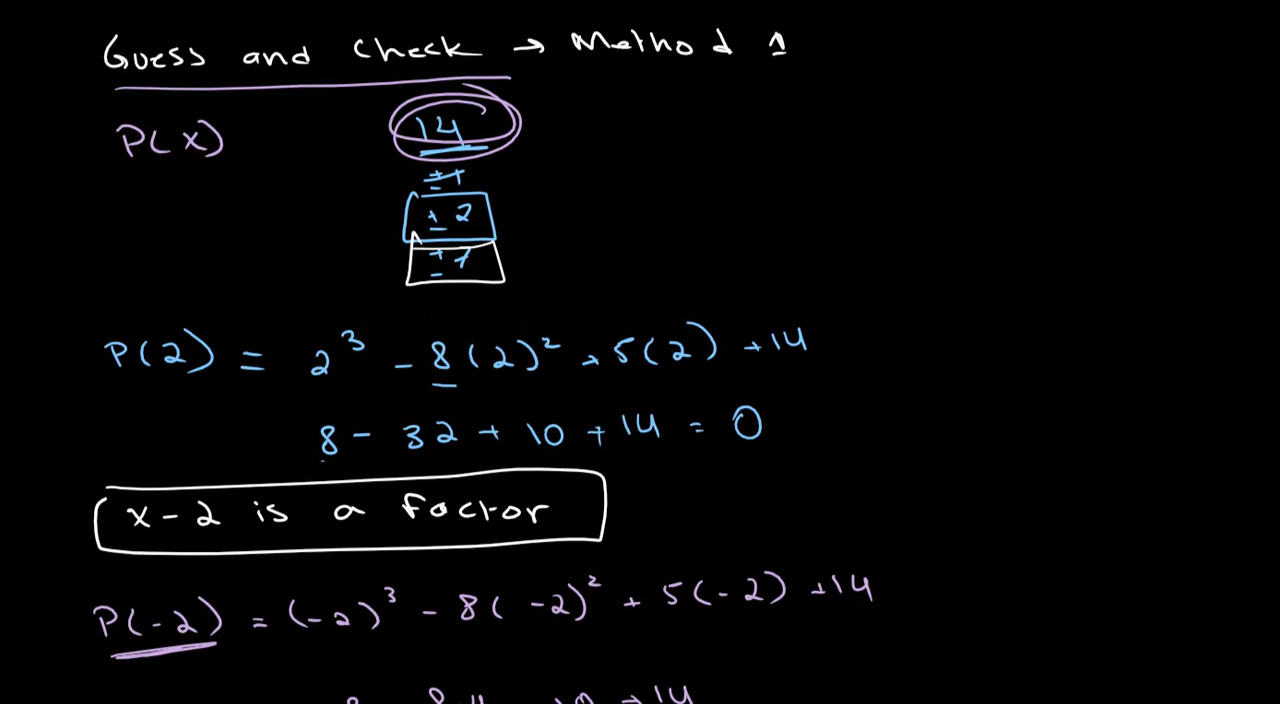 Guess and check → Method 1
P(x) 14
±1
±2
±7
P(2) = 2³ - 8(2)² + 5(2) + 14
8 - 32 + 10 + 14 = 0
x-2 is a factor
P(-2) = (-2)³ - 8(-2)² + 5(-2) + 14